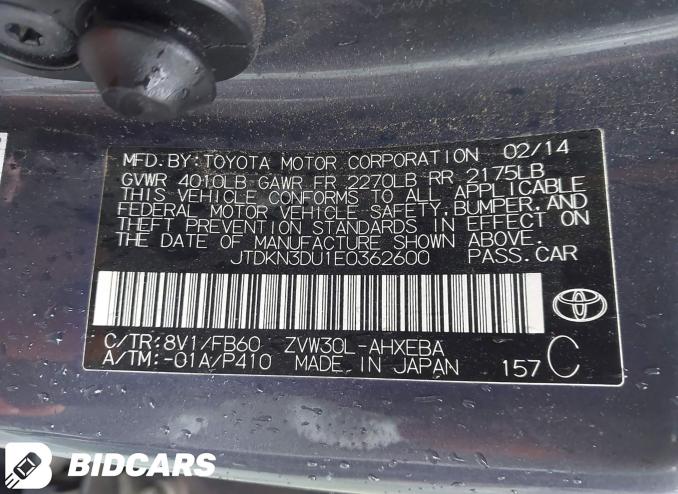 MFD.BY:TOYOTA MOTOR CORPORATION 02/14
GVWR 4010LB GAWR FR 2270LB RR 2175LB
THIS VEHICLE CONFORMS TO ALL APPLICABLE
FEDERAL MOTOR VEHICLE SAFETY,BUMPER,AND
THEFT PREVENTION STANDARDS IN EFFECT ON
THE DATE OF MANUFACTURE SHOWN ABOVE.
JTDKN3DU1E0362600 PASS.CAR
C/TR:8V1/FB60 ZVW30L-AHXEBA
A/TM:-01A/P410 MADE IN JAPAN 157 C
BIDCARS